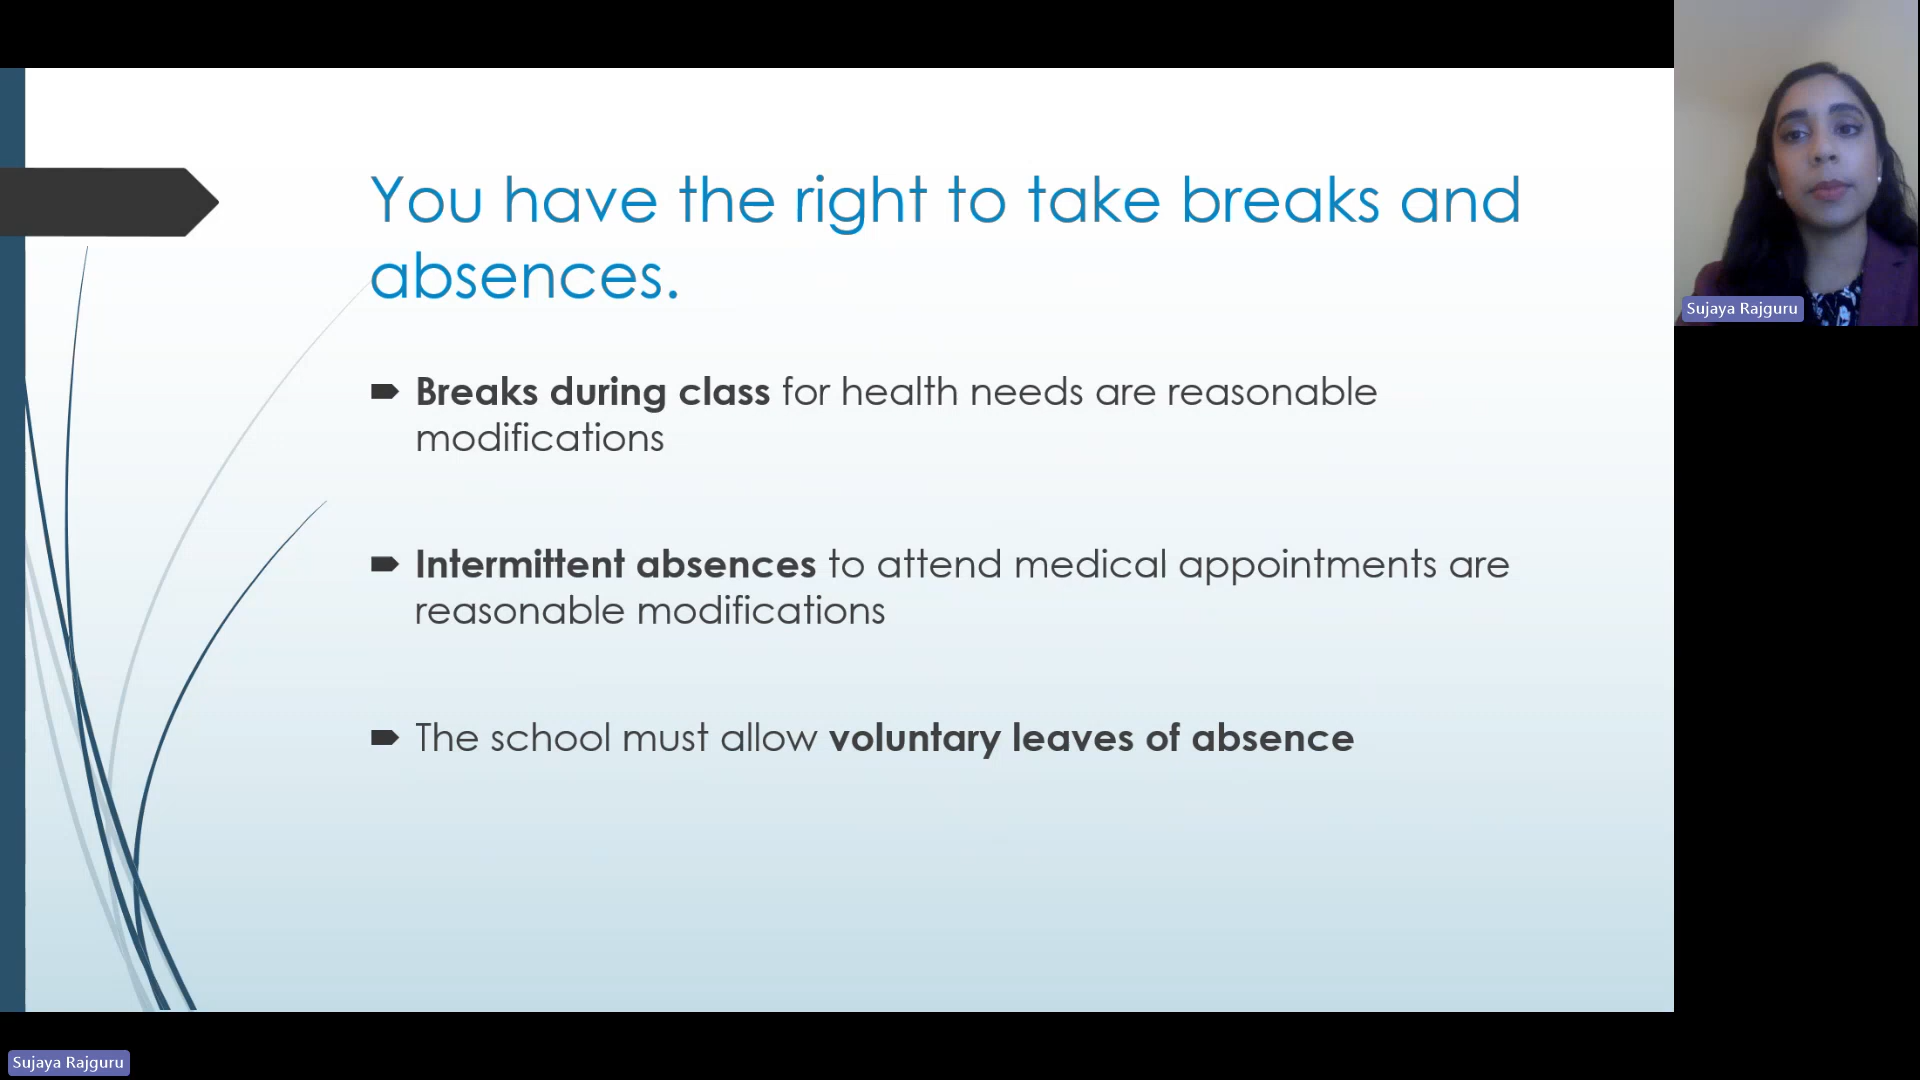 You have the right to take breaks and
absences.
Breaks during class for health needs are reasonable
modifications
Intermittent absences to attend medical appointments are
reasonable modifications
The school must allow voluntary leaves of absence
Sujaya Rajguru
Sujaya Rajguru